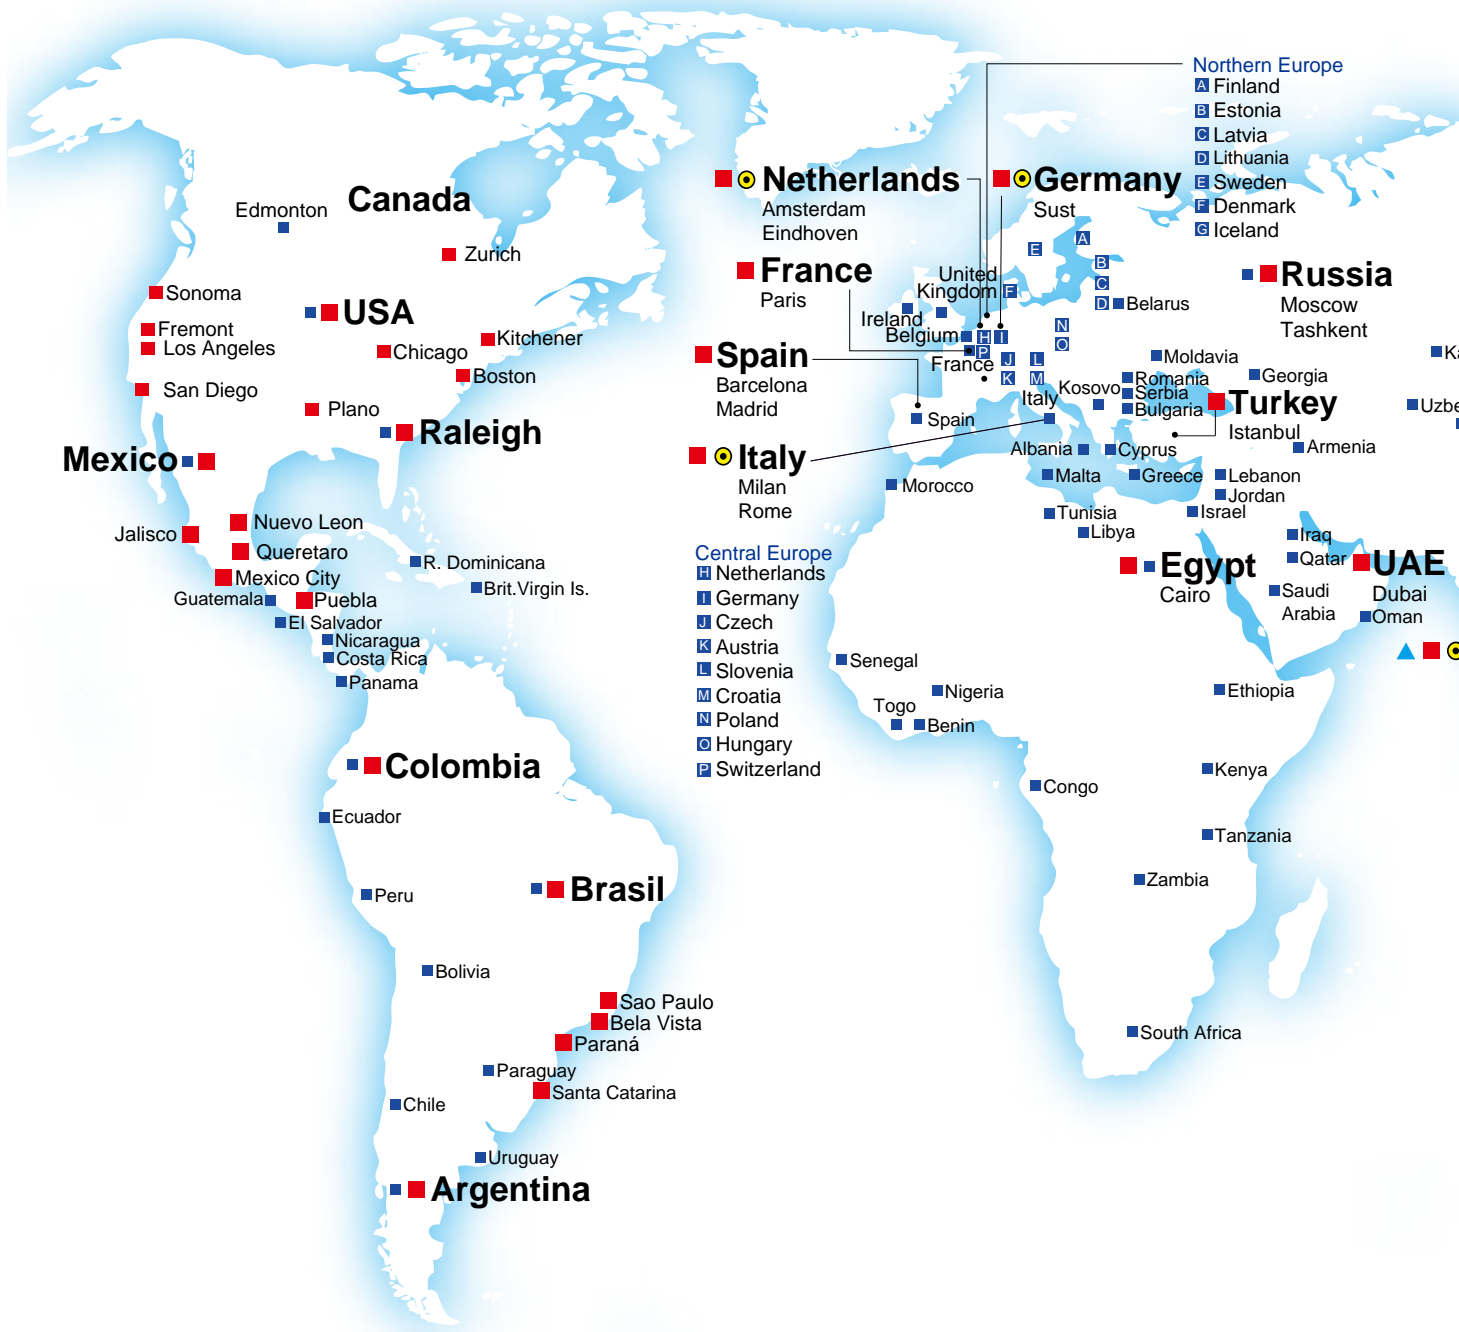 Canada
Edmonton
Zurich
Sonoma
USA
Fremont
Los Angeles
Kitchener
Chicago
Boston
San Diego
Plano
Raleigh
Mexico
Nuevo Leon
Jalisco
Queretaro
R. Dominicana
Mexico City
Brit.Virgin Is.
Guatemala
Puebla
El Salvador
Nicaragua
Costa Rica
Panama
Colombia
Ecuador
Peru
Brasil
Bolivia
Sao Paulo
Bela Vista
Paraná
Paraguay
Santa Catarina
Chile
Uruguay
Argentina
Netherlands
Amsterdam
Eindhoven
France
Paris
Spain
Barcelona
Madrid
Italy
Milan
Rome
Central Europe
H Netherlands
I Germany
J Czech
K Austria
L Slovenia
M Croatia
N Poland
O Hungary
P Switzerland
Germany
Sust
Northern Europe
A Finland
B Estonia
C Latvia
D Lithuania
E Sweden
F Denmark
G Iceland
A
E
B
United
Kingdom
C
F
D
Belarus
Ireland
Belgium
H
I
N
O
P
France
J
L
K
M
Moldavia
Kosovo
Romania
Serbia
Bulgaria
Italy
Spain
Albania
Cyprus
Malta
Greece
Morocco
Tunisia
Libya
Russia
Moscow
Tashkent
Ka
Georgia
Turkey
Istanbul
Uzbe
Armenia
Lebanon
Jordan
Israel
Iraq
Qatar
Egypt
Cairo
UAE
Dubai
Saudi
Arabia
Oman
Senegal
Nigeria
Togo
Benin
Ethiopia
Congo
Kenya
Tanzania
Zambia
South Africa